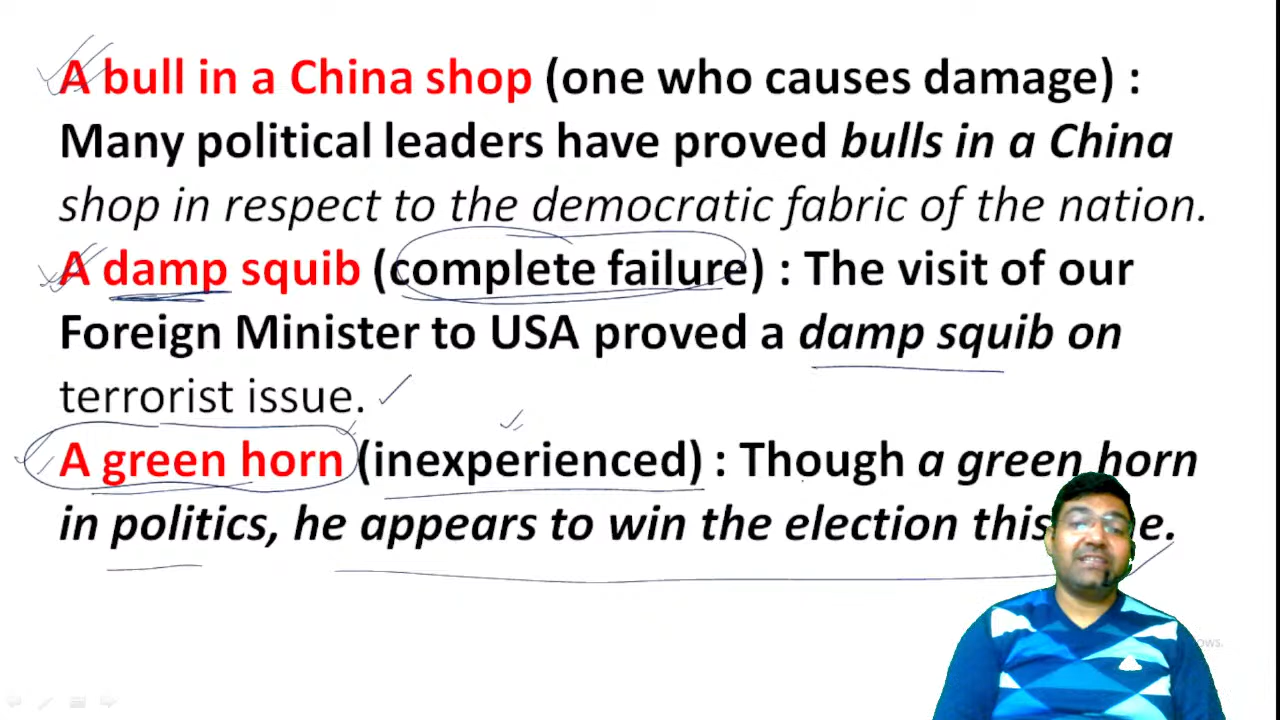 A bull in a China shop (one who causes damage) :
Many political leaders have proved bulls in a China
shop in respect to the democratic fabric of the nation.
A damp squib (complete failure) : The visit of our
Foreign Minister to USA proved a damp squib on
terrorist issue.
A green horn (inexperienced) : Though a green horn
in politics, he appears to win the election this